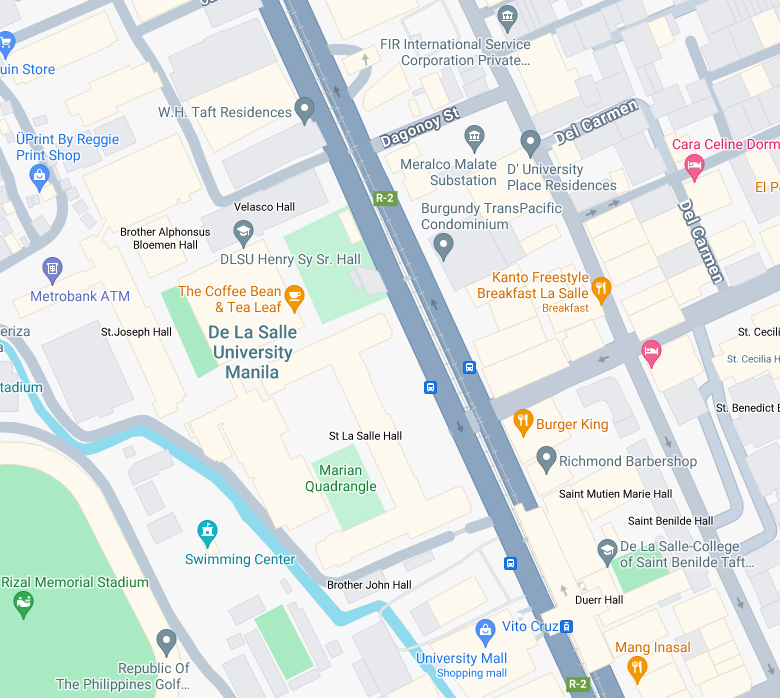 FIR International Service
Corporation Private...
uin Store
W.H. Taft Residences
Dagonoy St
Del Carmen
ÜPrint By Reggie
Print Shop
Meralco Malate
Substation
Cara Celine Dorm
D' University
Place Residences
El P
R-2
Velasco Hall
Burgundy TransPacific
Condominium
Del Carmen
Brother Alphonsus
Bloemen Hall
DLSU Henry Sy Sr. Hall
Metrobank ATM
The Coffee Bean
& Tea Leaf
Kanto Freestyle
Breakfast La Salle
Breakfast
eriza
a
St.Joseph Hall
De La Salle
University
Manila
St. Cecili
St. Cecilia H
tadium
St. Benedict B
Burger King
St La Salle Hall
Richmond Barbershop
Marian
Quadrangle
Saint Mutien Marie Hall
Saint Benilde Hall
Swimming Center
De La Salle-College
of Saint Benilde Taft...
Rizal Memorial Stadium
Brother John Hall
Duerr Hall
Vito Cruz
University Mall
Shopping mall
Mang Inasal
Republic Of
The Philippines Golf...
R-2